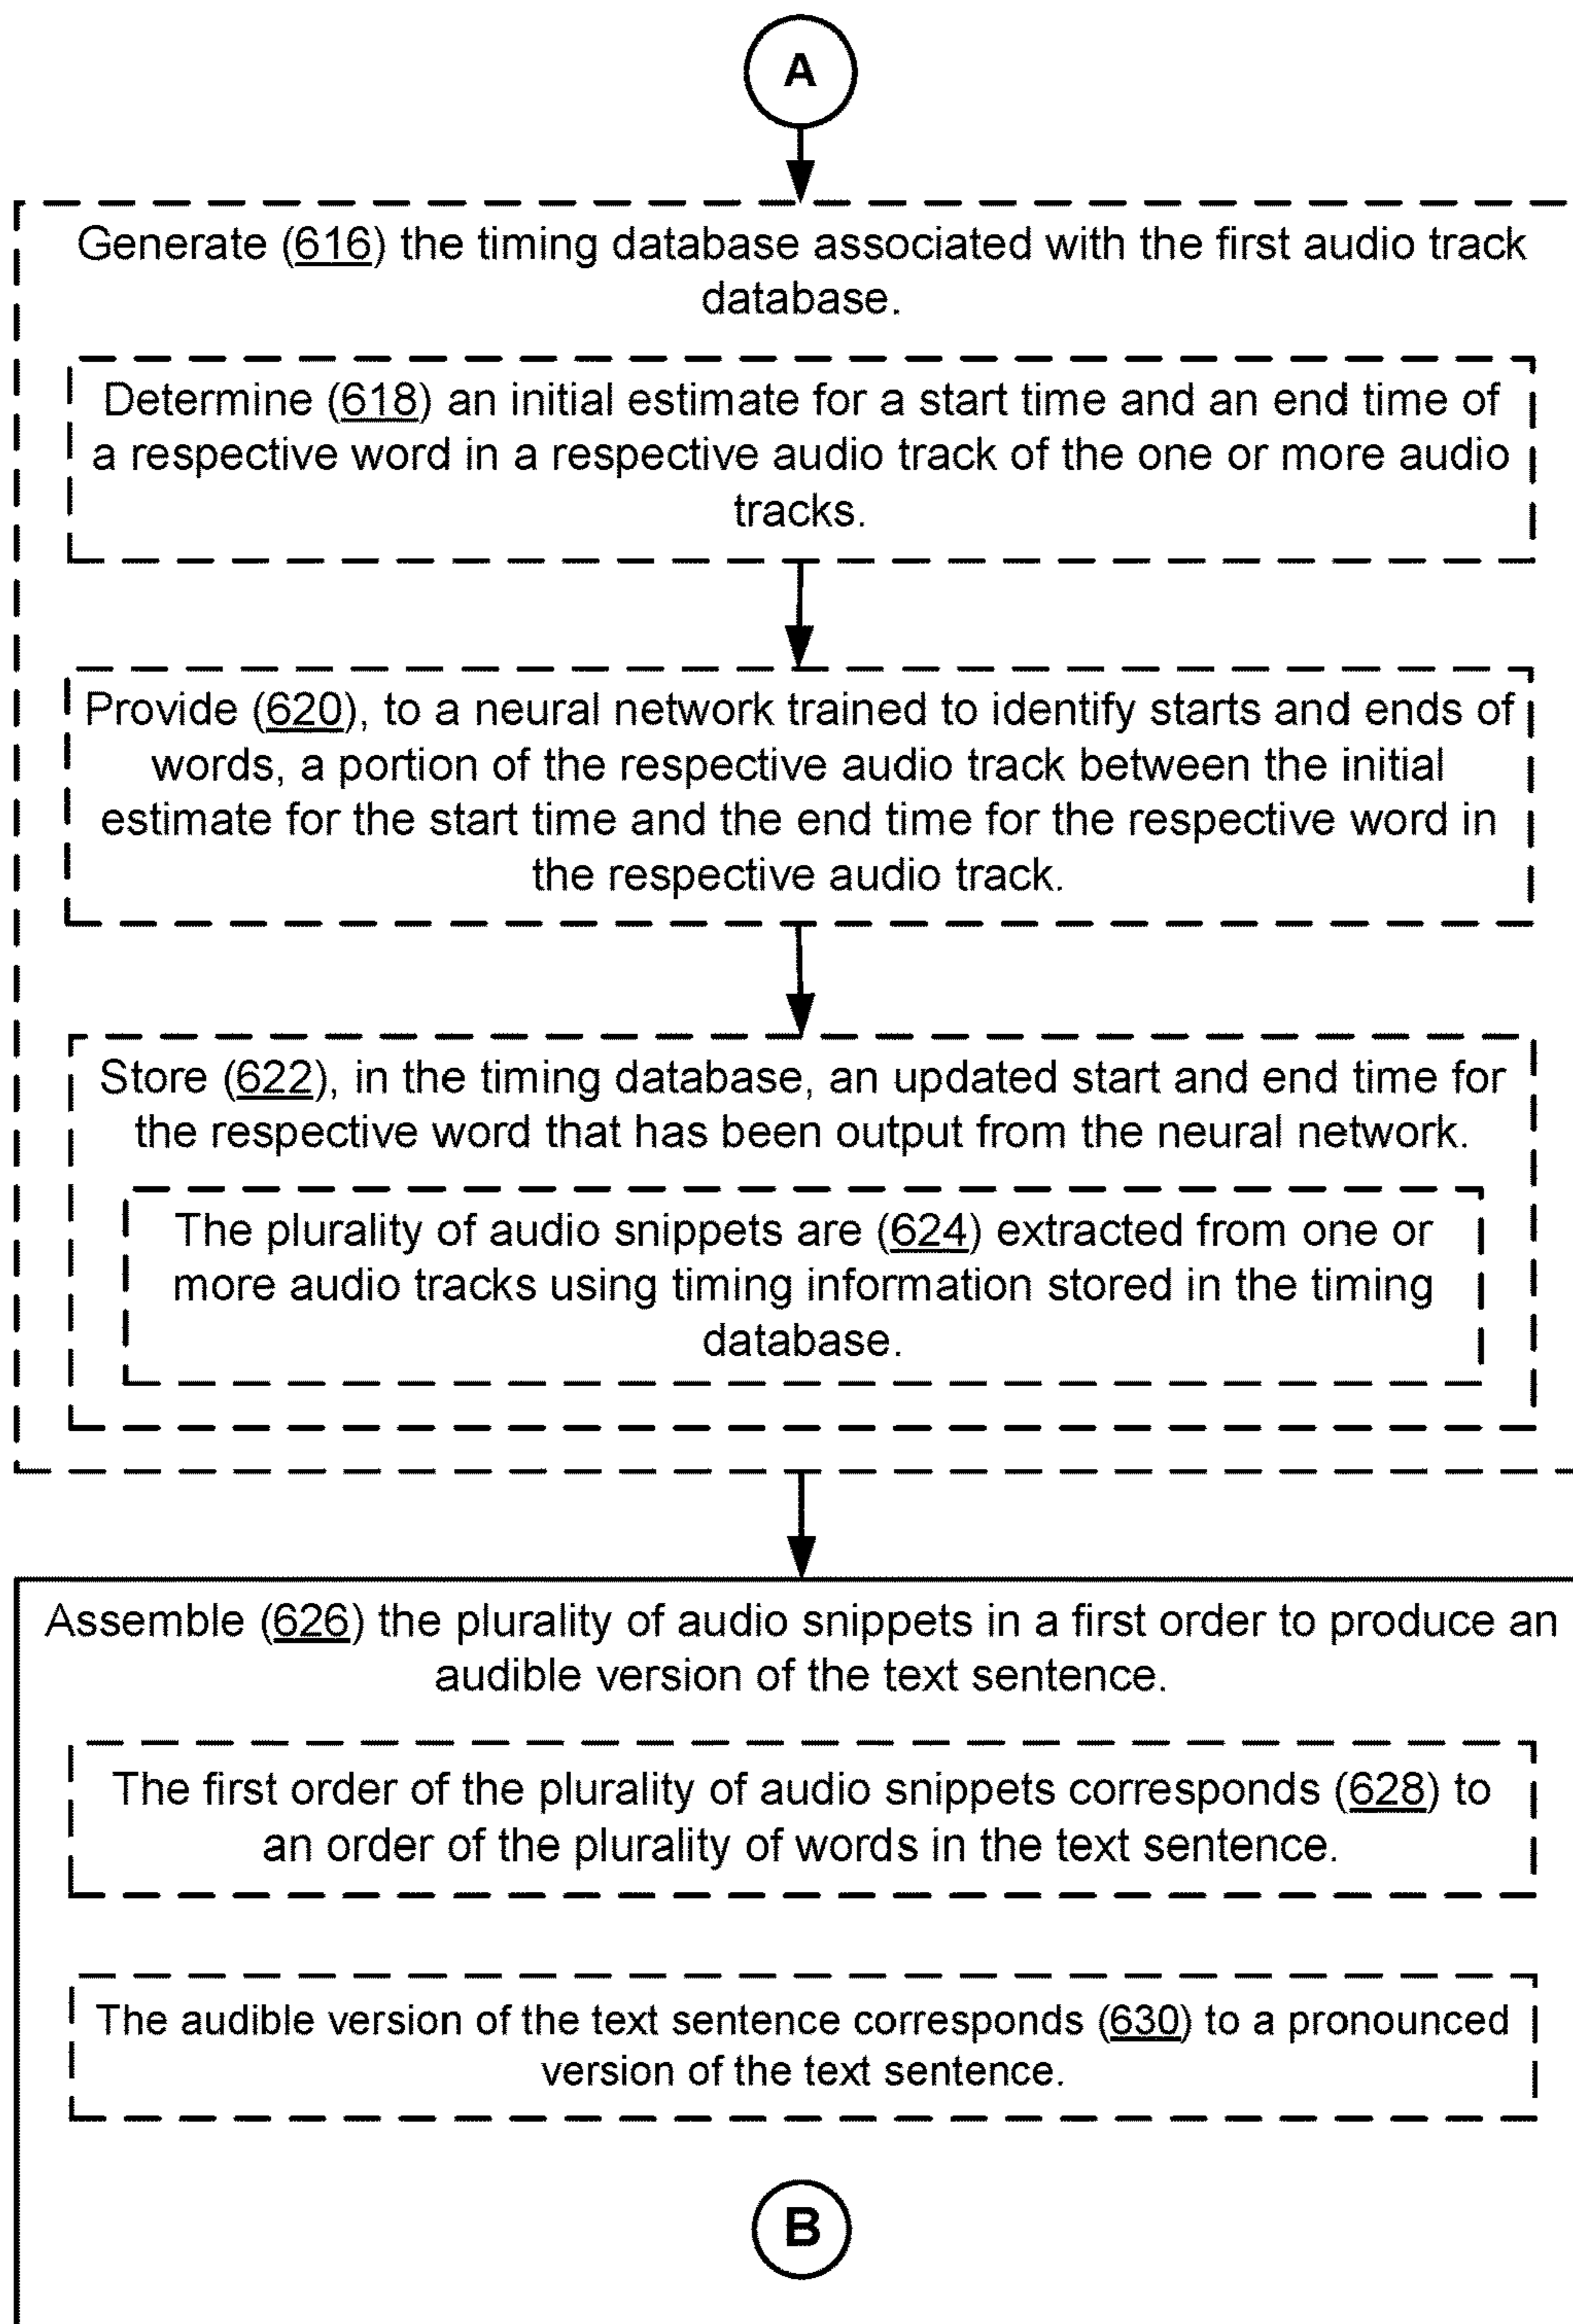 A
Generate (616) the timing database associated with the first audio track
database.
Determine (618) an initial estimate for a start time and an end time of
a respective word in a respective audio track of the one or more audio
tracks.
Provide (620), to a neural network trained to identify starts and ends of
words, a portion of the respective audio track between the initial
estimate for the start time and the end time for the respective word in
the respective audio track.
Store (622), in the timing database, an updated start and end time for
the respective word that has been output from the neural network.
The plurality of audio snippets are (624) extracted from one or
more audio tracks using timing information stored in the timing
database.
Assemble (626) the plurality of audio snippets in a first order to produce an
audible version of the text sentence.
The first order of the plurality of audio snippets corresponds (628) to
an order of the plurality of words in the text sentence.
The audible version of the text sentence corresponds (630) to a pronounced
version of the text sentence.
B